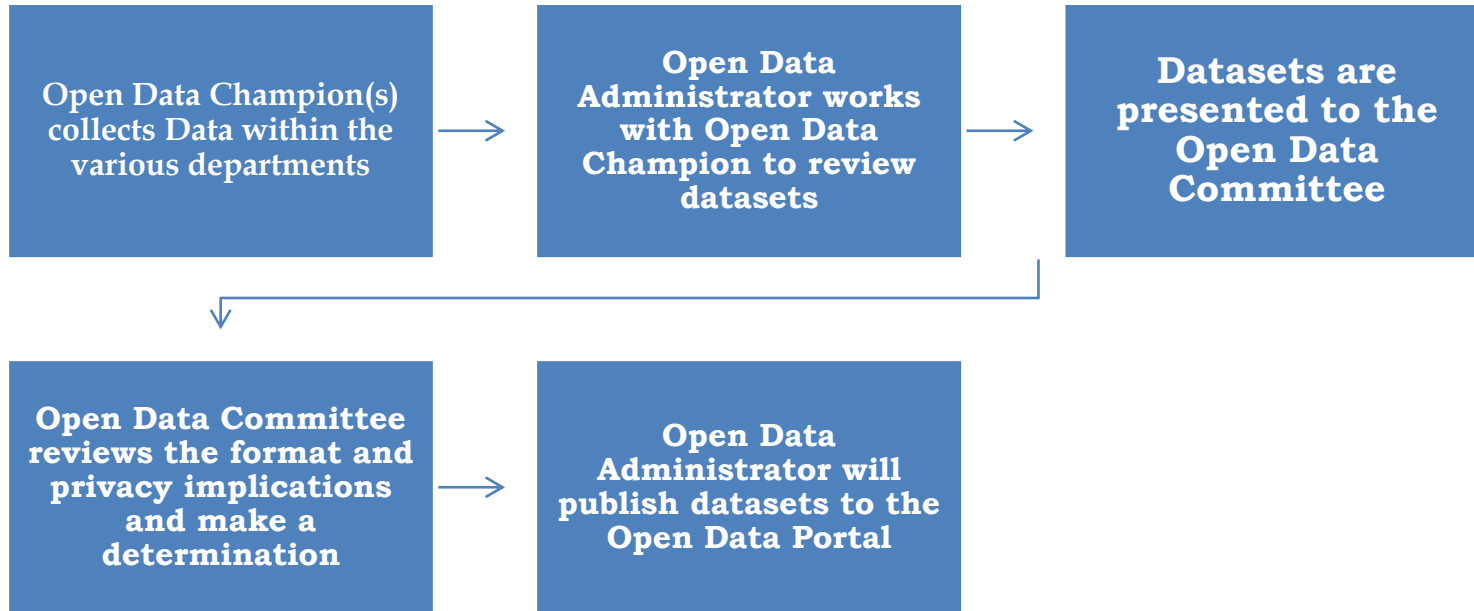 Open Data Champion(s)
collects Data within the
various departments
Open Data
Administrator works
with Open Data
Champion to review
datasets
Datasets are
presented to the
Open Data
Committee
Open Data Committee
reviews the format and
privacy implications
and make a
determination
Open Data
Administrator will
publish datasets to the
Open Data Portal